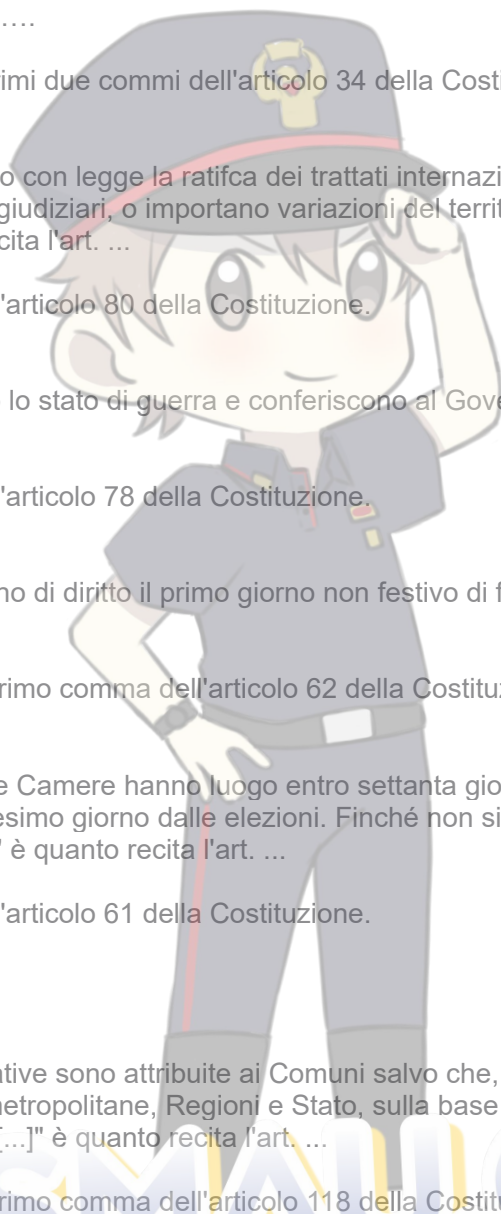 …..
imi due commi dell'articolo 34 della Costi
o con legge la ratifca dei trattati internazi
giudiziari, o importano variazioni del territ
cita l'art. ...
'articolo 80 della Costituzione.
lo stato di guerra e conferiscono al Gove
'articolo 78 della Costituzione.
no di diritto il primo giorno non festivo di f
rimo comma dell'articolo 62 della Costituz
e Camere hanno luogo entro settanta gio
esimo giorno dalle elezioni. Finché non si
" è quanto recita l'art. ...
'articolo 61 della Costituzione.
ative sono attribuite ai Comuni salvo che,
netropolitane, Regioni e Stato, sulla base
[...]" è quanto recita l'art. ...
rimo comma dell'articolo 118 della Costitu